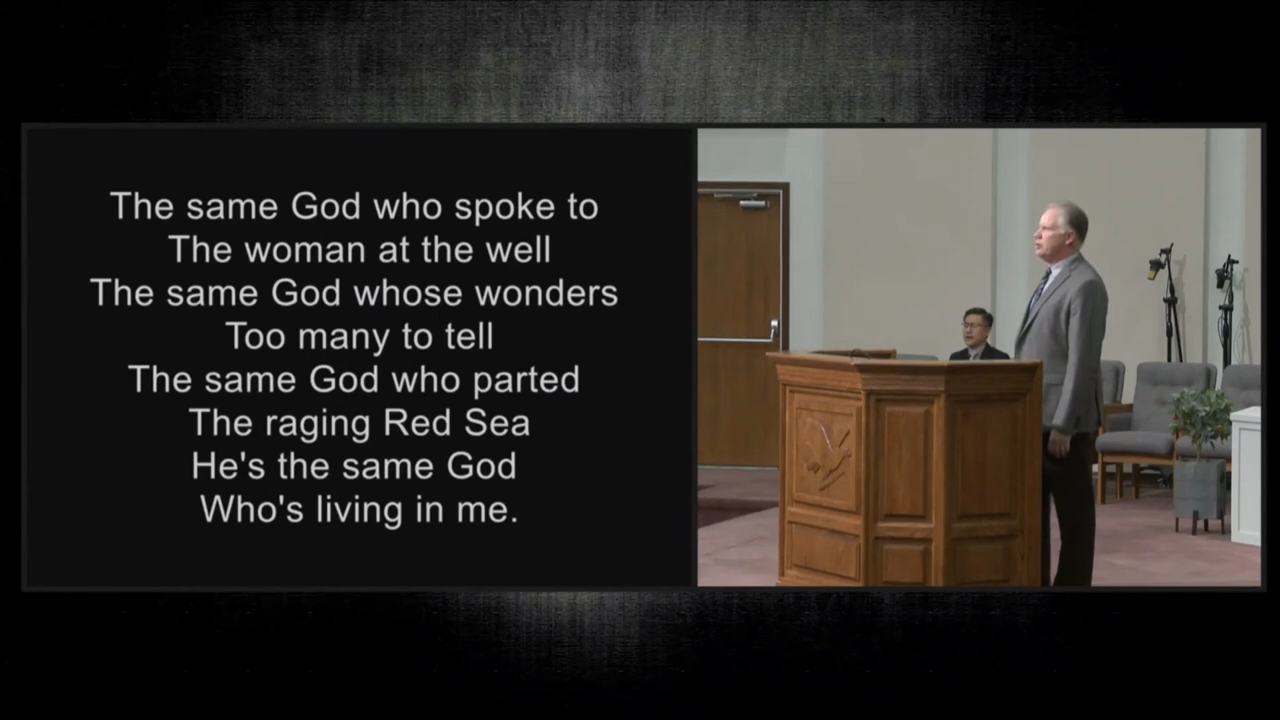 The same God who spoke to
The woman at the well
The same God whose wonders
Too many to tell
The same God who parted
The raging Red Sea
He's the same God
Who's living in me.